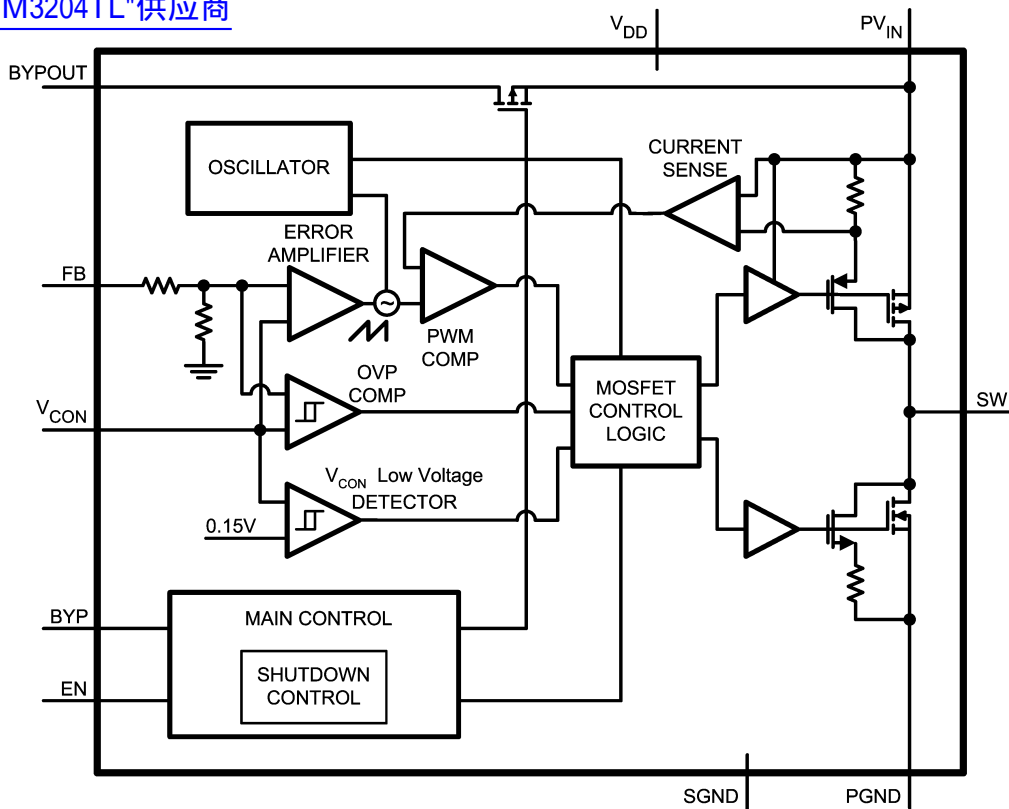 M3204TL"供应商
VDD
PVIN
BYPOUT
OSCILLATOR
CURRENT
SENSE
ERROR
AMPLIFIER
FB
~
PWM
COMP
OVP
COMP
MOSFET
CONTROL
LOGIC
VCON
SW
VCON Low Voltage
DETECTOR
0.15V
BYP
MAIN CONTROL
EN
SHUTDOWN
CONTROL
SGND
PGND